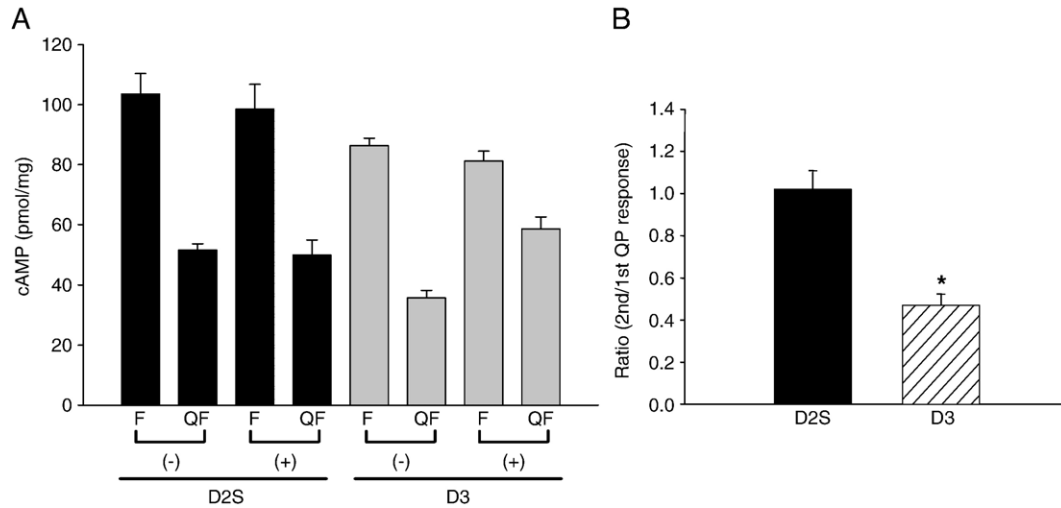 A
cAMP (pmol/mg)
120
100
80
60
40
20
0
F QF F QF F QF F QF
(-) (+) (-) (+)
D2S D3
B
Ratio (2nd/1st QP response)
1.4
1.2
1.0
0.8
0.6
0.4
0.2
0.0
*
D2S D3